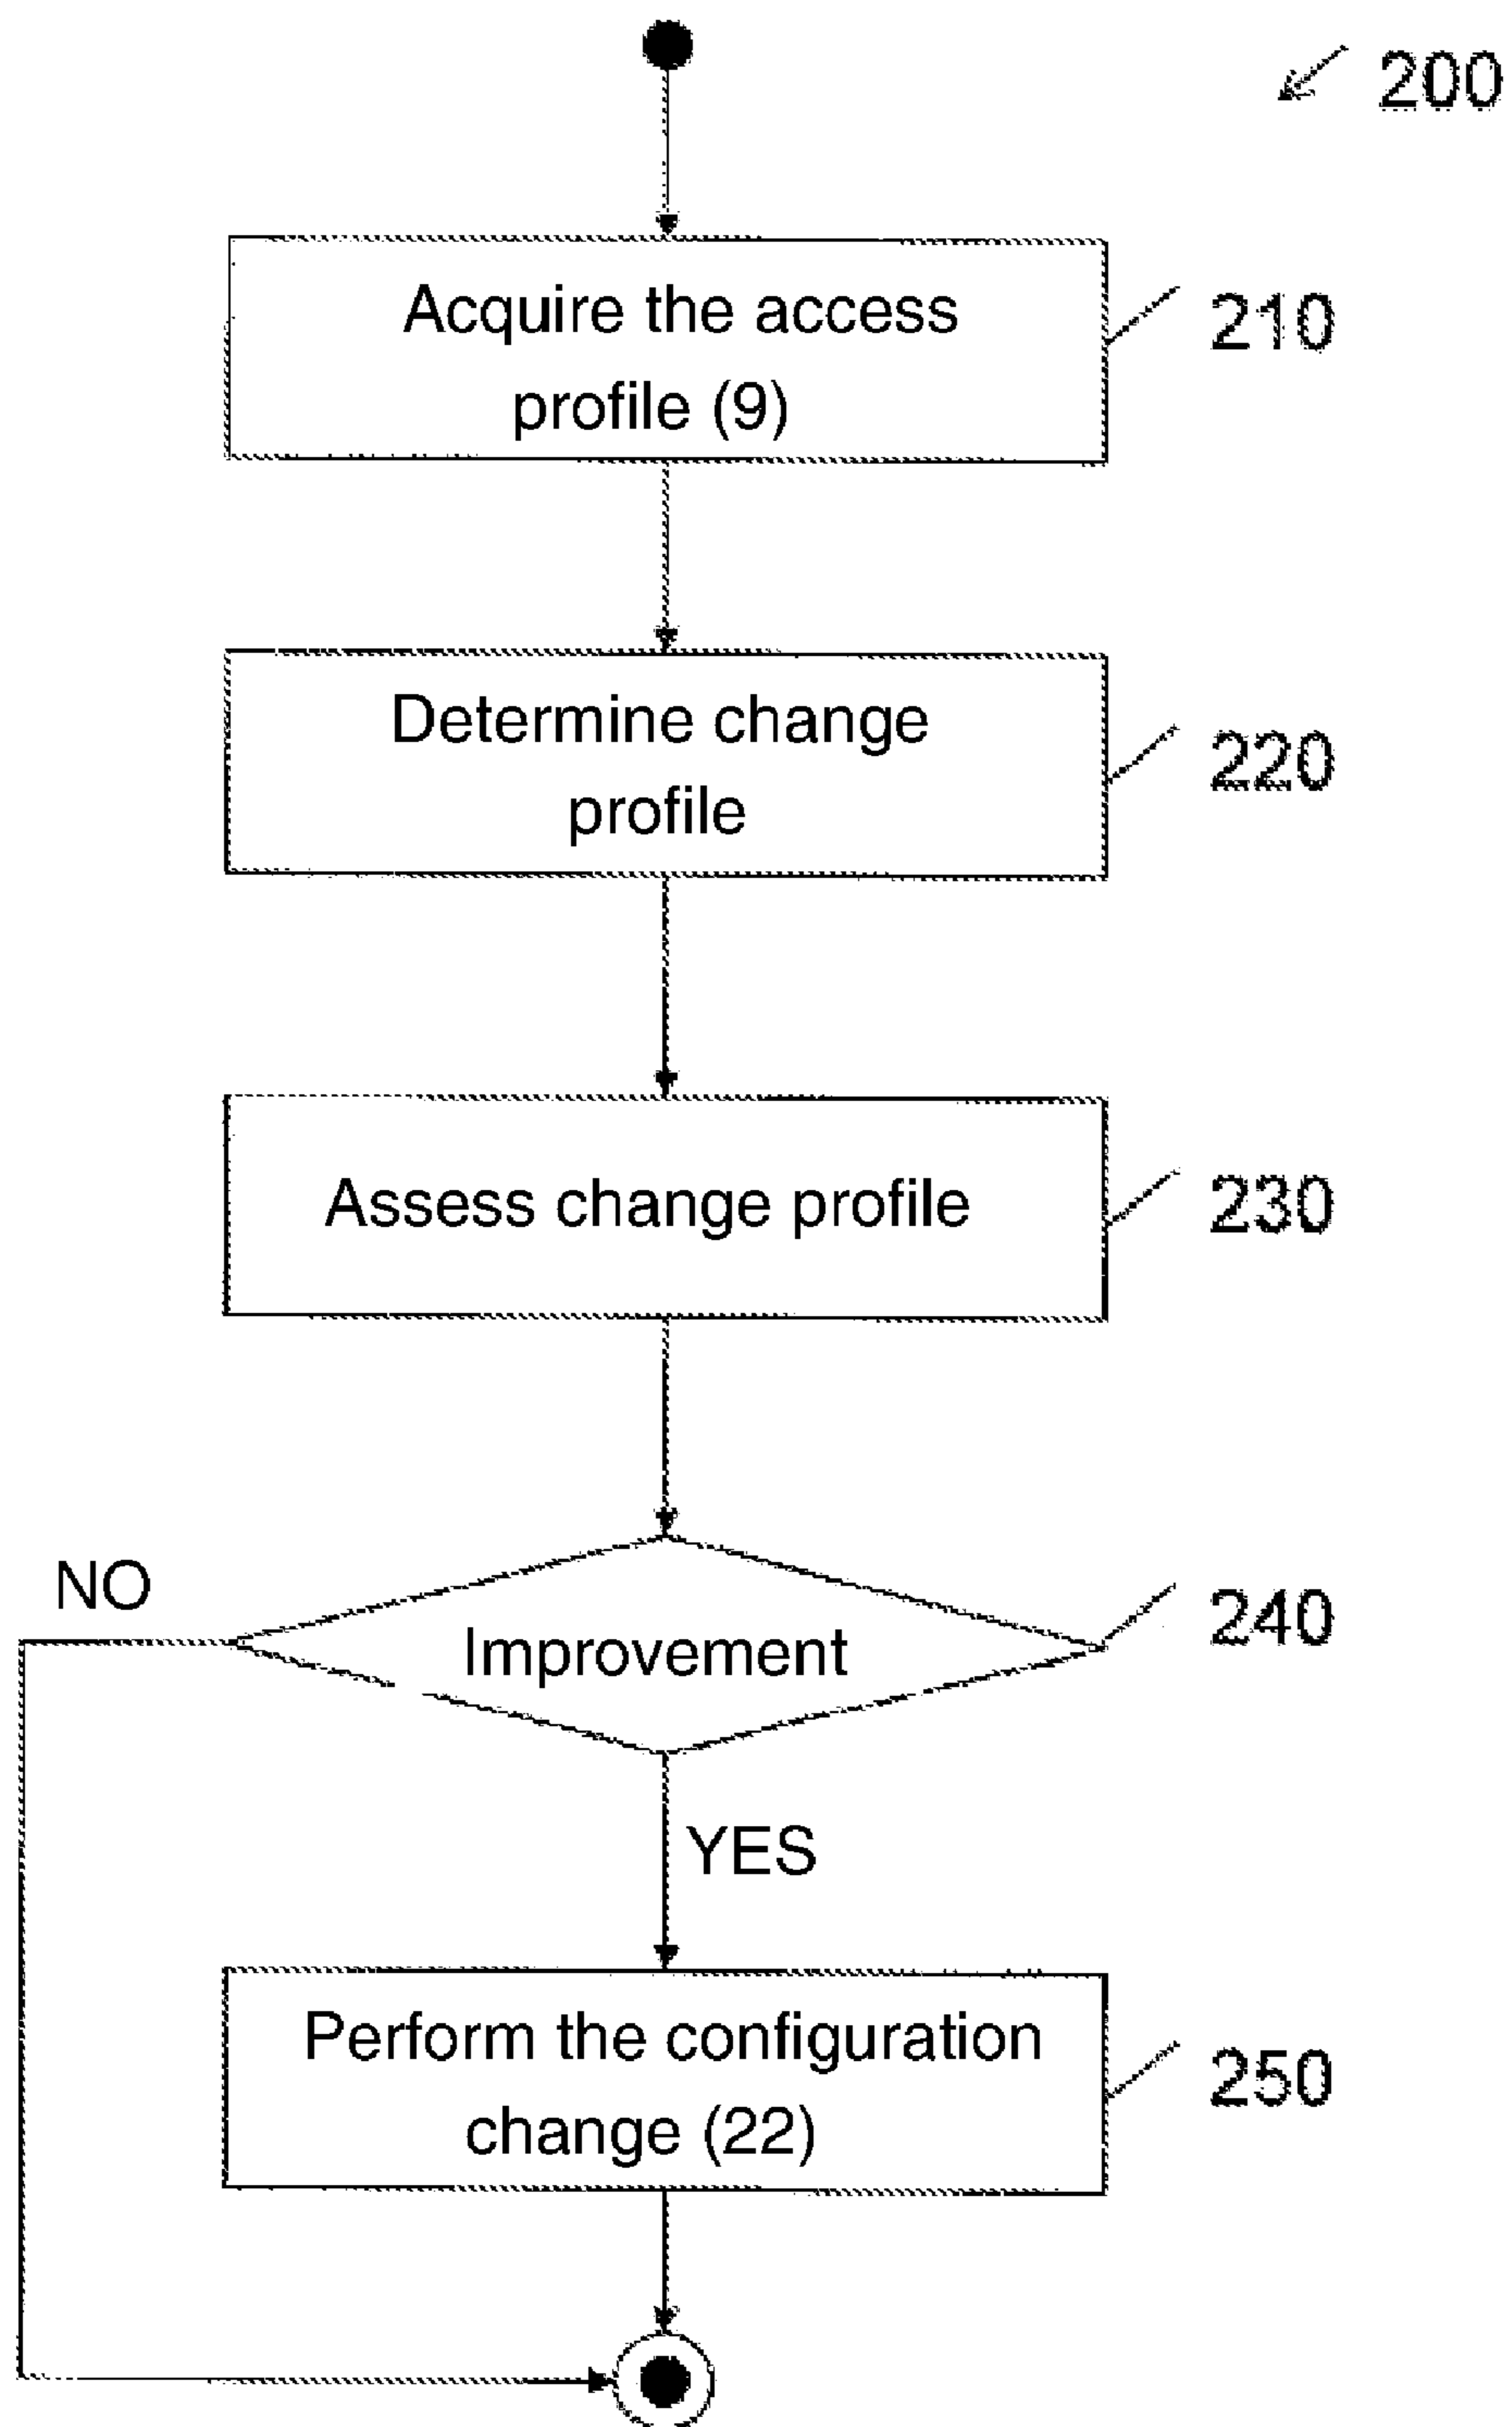 200
Acquire the access
profile (9)
210
Determine change
profile
220
Assess change profile
230
NO
Improvement
240
YES
Perform the configuration
change (22)
250